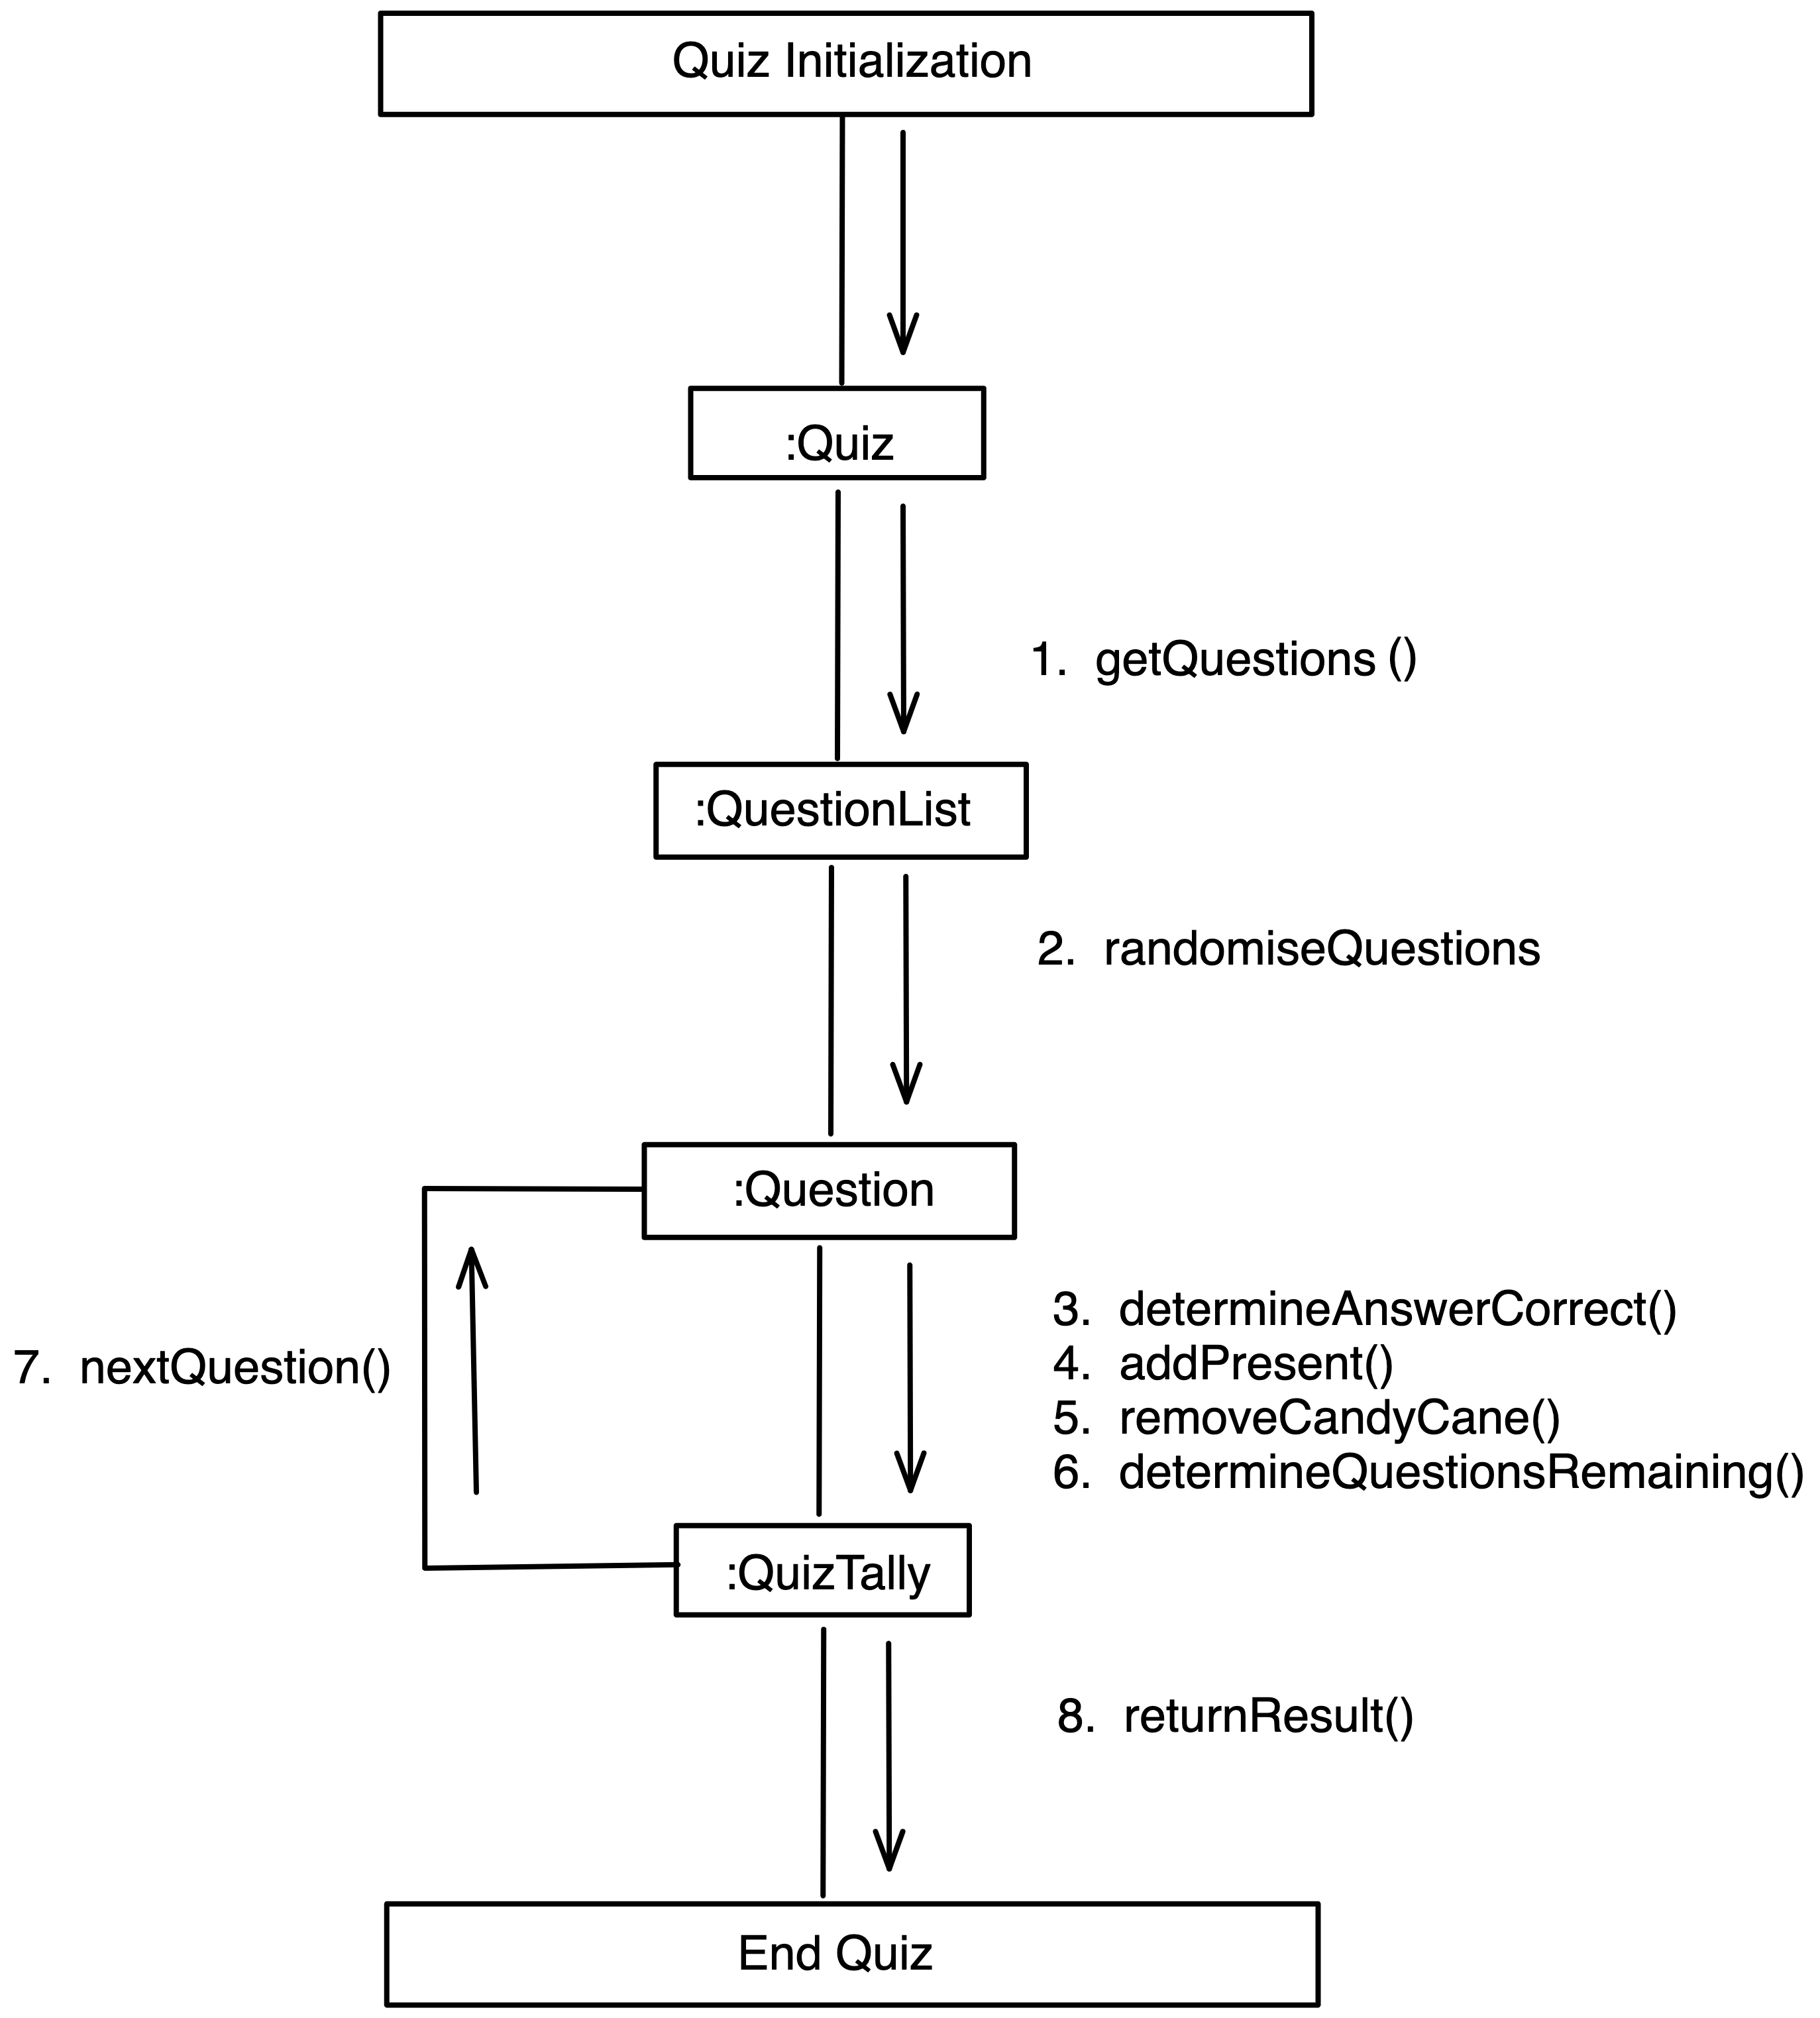 Quiz Initialization
:Quiz
1. getQuestions ()
:QuestionList
2. randomiseQuestions
:Question
3. determineAnswerCorrect()
4. addPresent()
7. nextQuestion()
5. removeCandyCane()
6. determineQuestionsRemaining()
:QuizTally
8. returnResult()
End Quiz